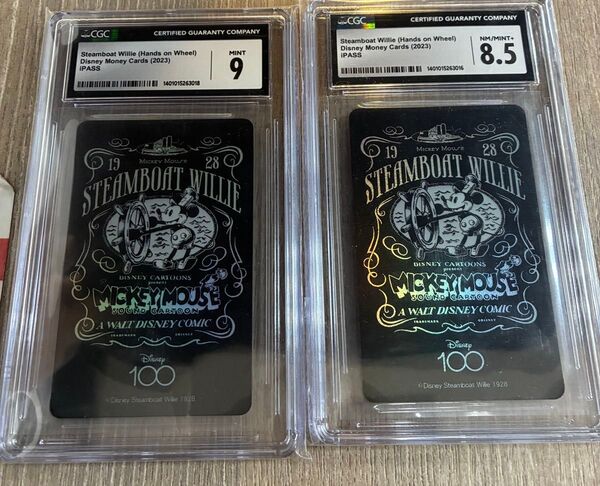 CGC
CERTIFIED GUARANTY COMPANY
Steamboat Willie (Hands on Wheel)
Disney Money Cards (2023)
iPASS
MINT
9
1401015263018
19 28
MICKEY MOUSE
STEAMBOAT WILLIE
DISNEY CARTOONS
present
MICKEY MOUSE
SOUND CARTOON
A WALT DISNEY COMIC
Disney
100
©Disney Steamboat Willie 1928
CGC
CERTIFIED GUARANTY COMPANY
Steamboat Willie (Hands on Wheel)
Disney Money Cards (2023)
iPASS
NM/MINT+
8.5
1401015263016
19 28
MICKEY MOUSE
STEAMBOAT WILLIE
DISNEY CARTOONS
present
MICKEY MOUSE
SOUND CARTOON
A WALT DISNEY COMIC
Disney
100
©Disney Steamboat Willie 1928